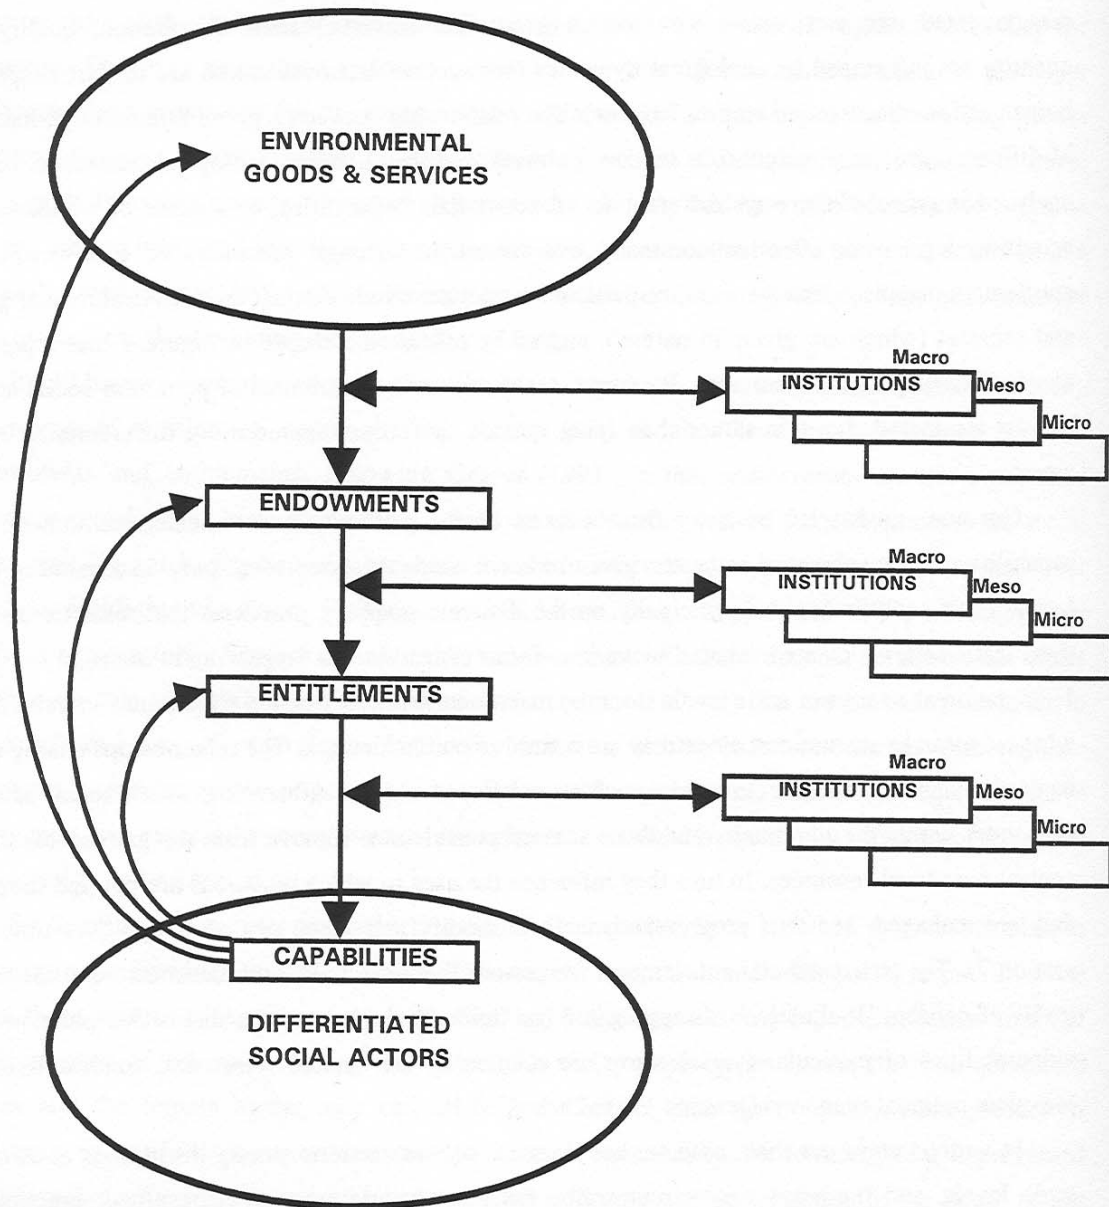 ENVIRONMENTAL
GOODS & SERVICES
Macro
INSTITUTIONS
Meso
Micro
ENDOWMENTS
Macro
INSTITUTIONS
Meso
Micro
ENTITLEMENTS
Macro
INSTITUTIONS
Meso
Micro
CAPABILITIES
DIFFERENTIATED
SOCIAL ACTORS